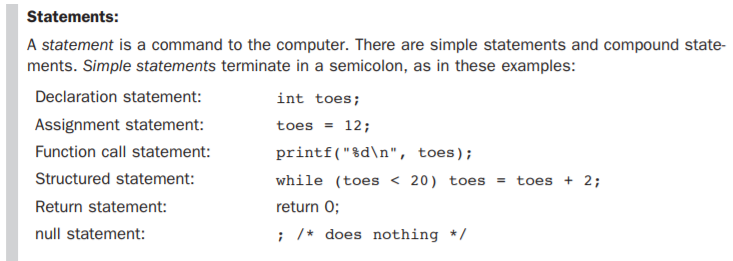 Statements:
A statement is a command to the computer. There are simple statements and compound state-
ments. Simple statements terminate in a semicolon, as in these examples:
Declaration statement: int toes;
Assignment statement: toes = 12;
Function call statement: printf("%d\n", toes);
Structured statement: while (toes < 20) toes = toes + 2;
Return statement: return 0;
null statement: ; /* does nothing */